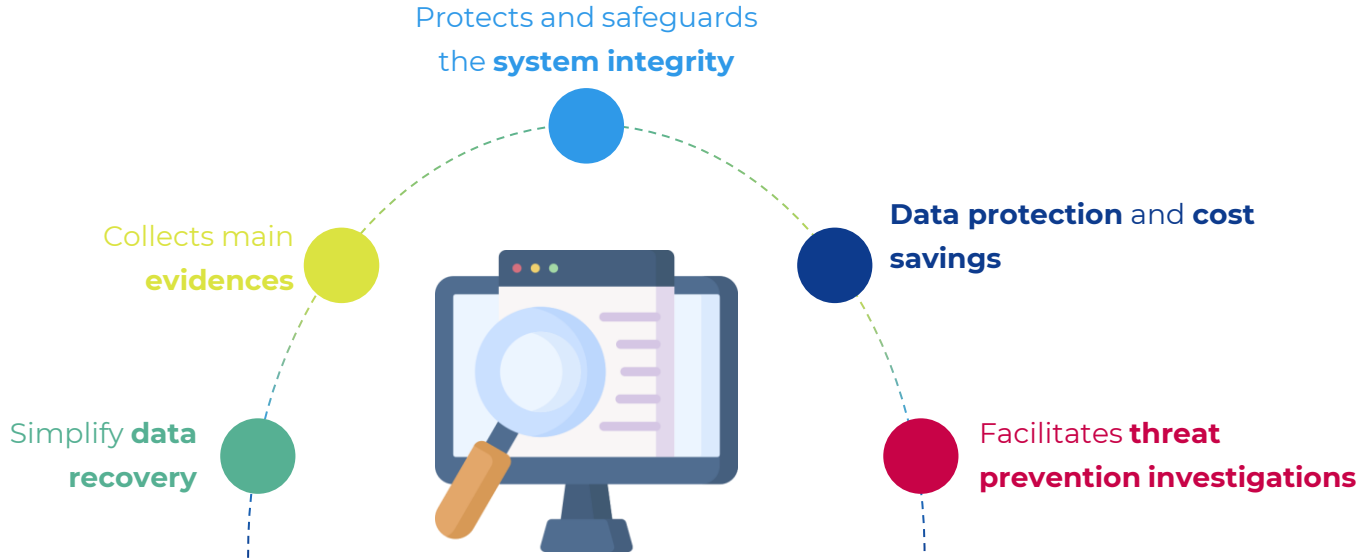 Protects and safeguards
the system integrity
Collects main
evidences
Data protection and cost
savings
Simplify data
recovery
Facilitates threat
prevention investigations